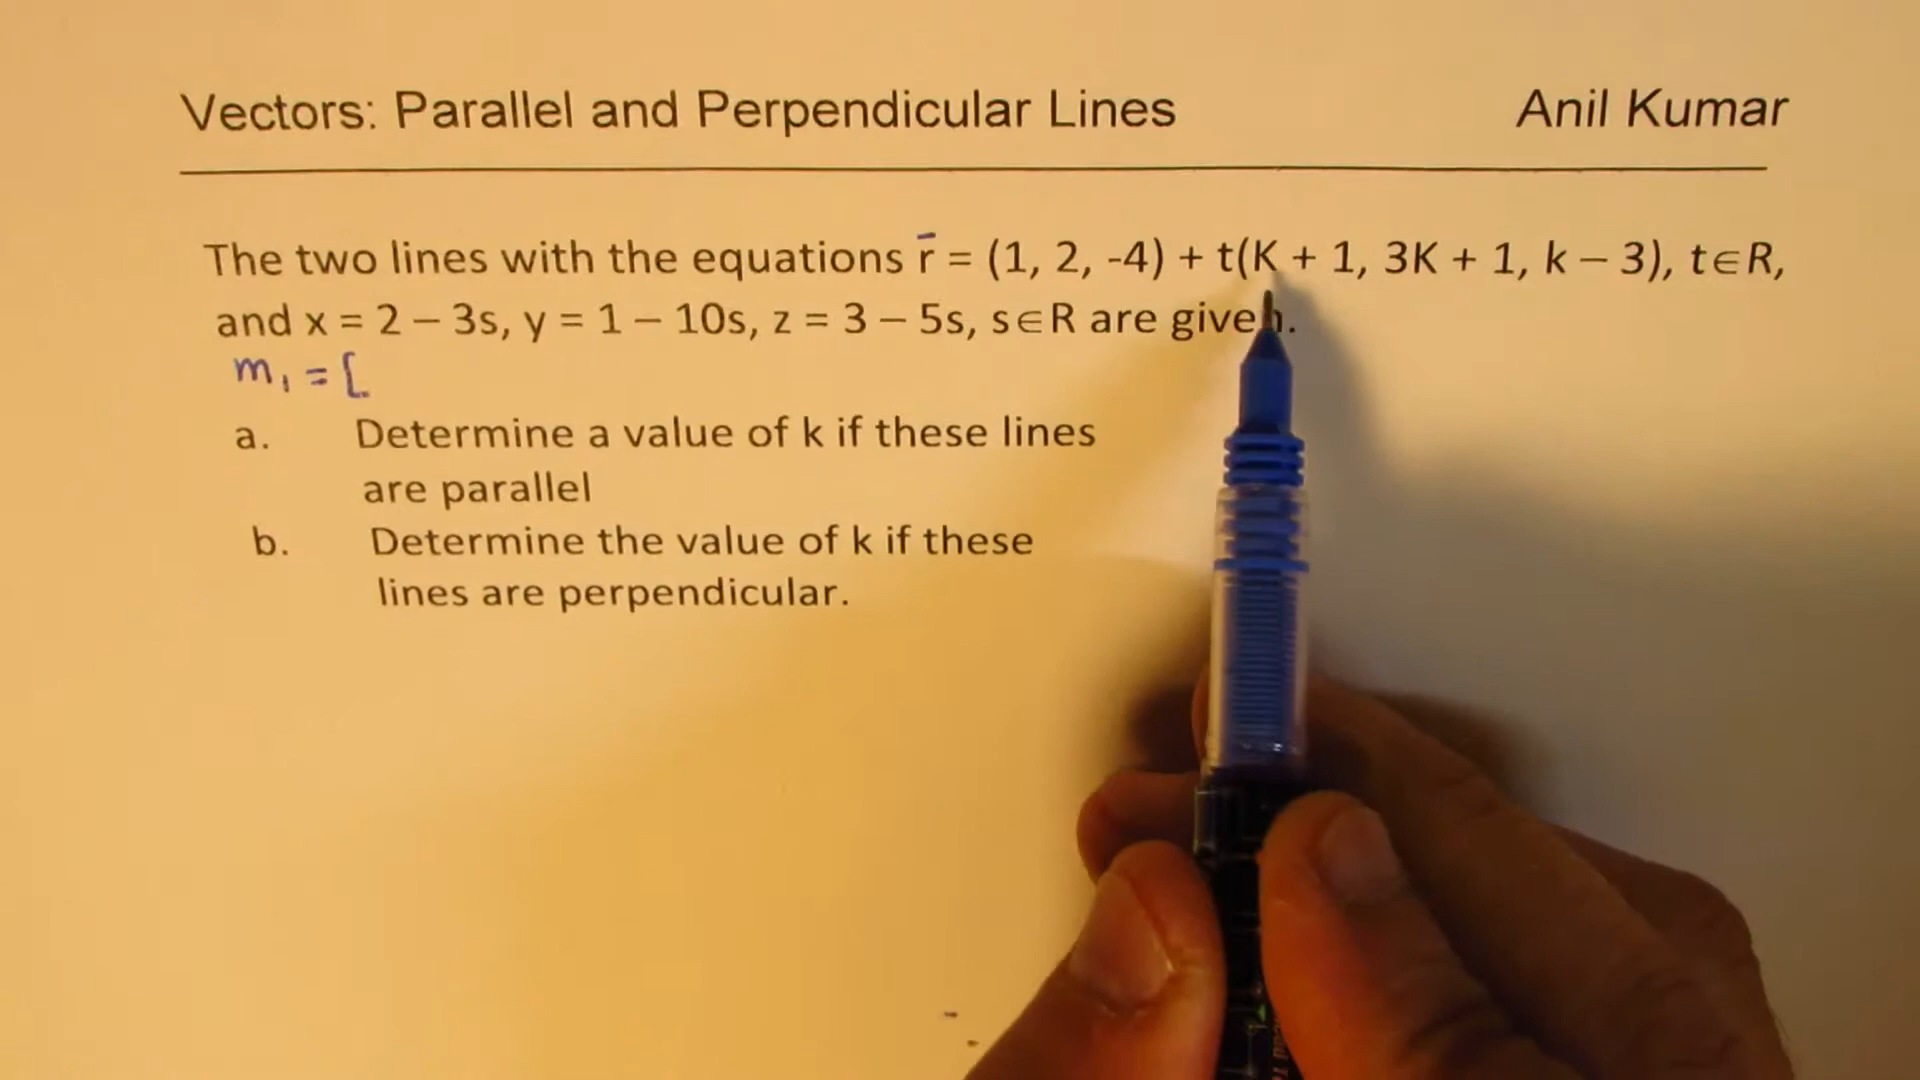 Vectors: Parallel and Perpendicular Lines Anil Kumar
The two lines with the equations r̄ = (1, 2, -4) + t(K + 1, 3K + 1, k – 3), t∈R,
and x = 2 – 3s, y = 1 – 10s, z = 3 – 5s, s∈R are given.
m₁ = [
a. Determine a value of k if these lines
are parallel
b. Determine the value of k if these
lines are perpendicular.